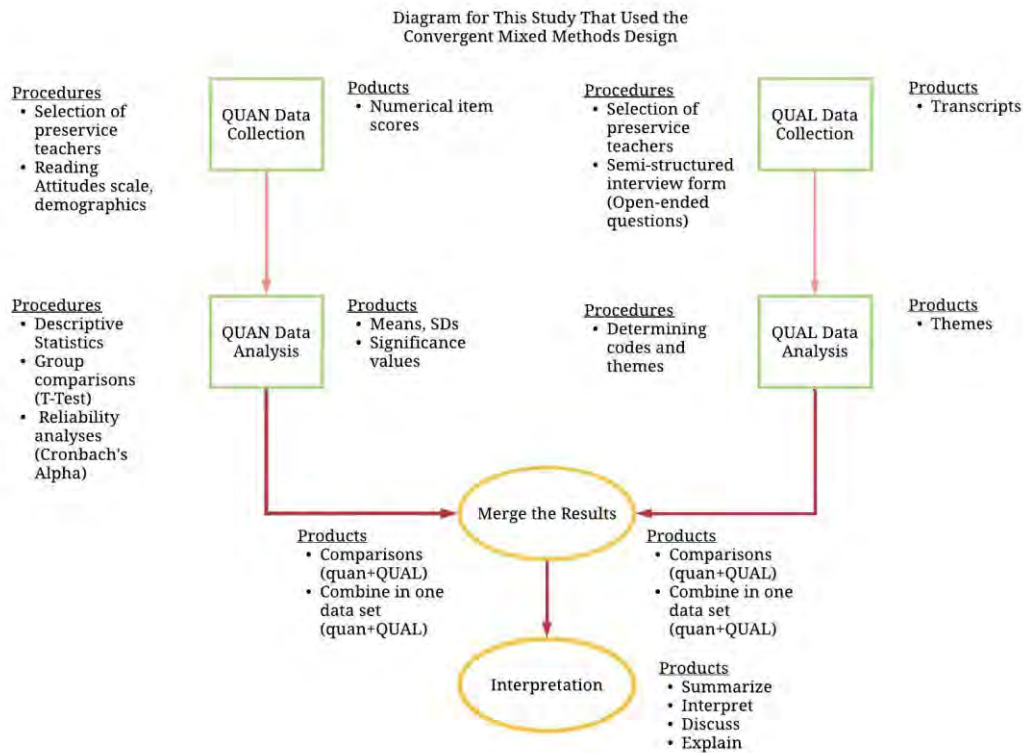 Diagram for This Study That Used the
Convergent Mixed Methods Design
Procedures
• Selection of
preservice
teachers
• Reading
Attitudes scale,
demographics
QUAN Data
Collection
Poducts
• Numerical item
scores
Procedures
• Selection of
preservice
teachers
• Semi-structured
interview form
(Open-ended
questions)
QUAL Data
Collection
Products
• Transcripts
Procedures
• Descriptive
Statistics
• Group
comparisons
(T-Test)
• Reliability
analyses
(Cronbach's
Alpha)
QUAN Data
Analysis
Products
• Means, SDs
• Significance
values
Procedures
• Determining
codes and
themes
QUAL Data
Analysis
Products
• Themes
Merge the Results
Products
• Comparisons
(quan+QUAL)
• Combine in one
data set
(quan+QUAL)
Products
• Comparisons
(quan+QUAL)
• Combine in one
data set
(quan+QUAL)
Interpretation
Products
• Summarize
• Interpret
• Discuss
• Explain